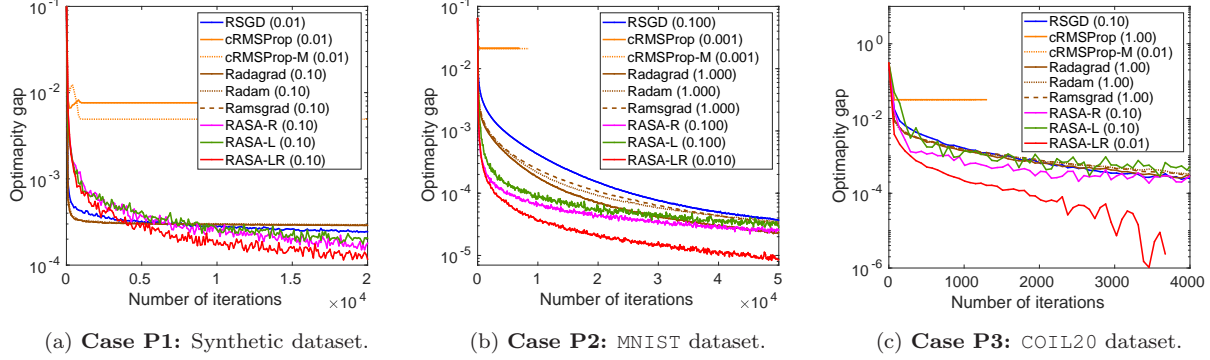 Optimapity gap
10^-1
10^-2
10^-3
10^-4
RSGD (0.01)
cRMSProp (0.01)
cRMSProp-M (0.01)
Radagrad (0.10)
Radam (0.10)
Ramsgrad (0.10)
RASA-R (0.10)
RASA-L (0.10)
RASA-LR (0.10)
0 0.5 1 1.5 2
Number of iterations
×10^4
(a) Case P1: Synthetic dataset.
Optimapity gap
10^-1
10^-2
10^-3
10^-4
10^-5
RSGD (0.100)
cRMSProp (0.001)
cRMSProp-M (0.001)
Radagrad (1.000)
Radam (1.000)
Ramsgrad (1.000)
RASA-R (0.100)
RASA-L (0.100)
RASA-LR (0.010)
0 1 2 3 4 5
Number of iterations
×10^4
(b) Case P2: MNIST dataset.
Optimapity gap
10^0
10^-2
10^-4
10^-6
RSGD (0.10)
cRMSProp (1.00)
cRMSProp-M (0.01)
Radagrad (1.00)
Radam (1.00)
Ramsgrad (1.00)
RASA-R (0.10)
RASA-L (0.10)
RASA-LR (0.01)
0 1000 2000 3000 4000
Number of iterations
(c) Case P3: COIL20 dataset.